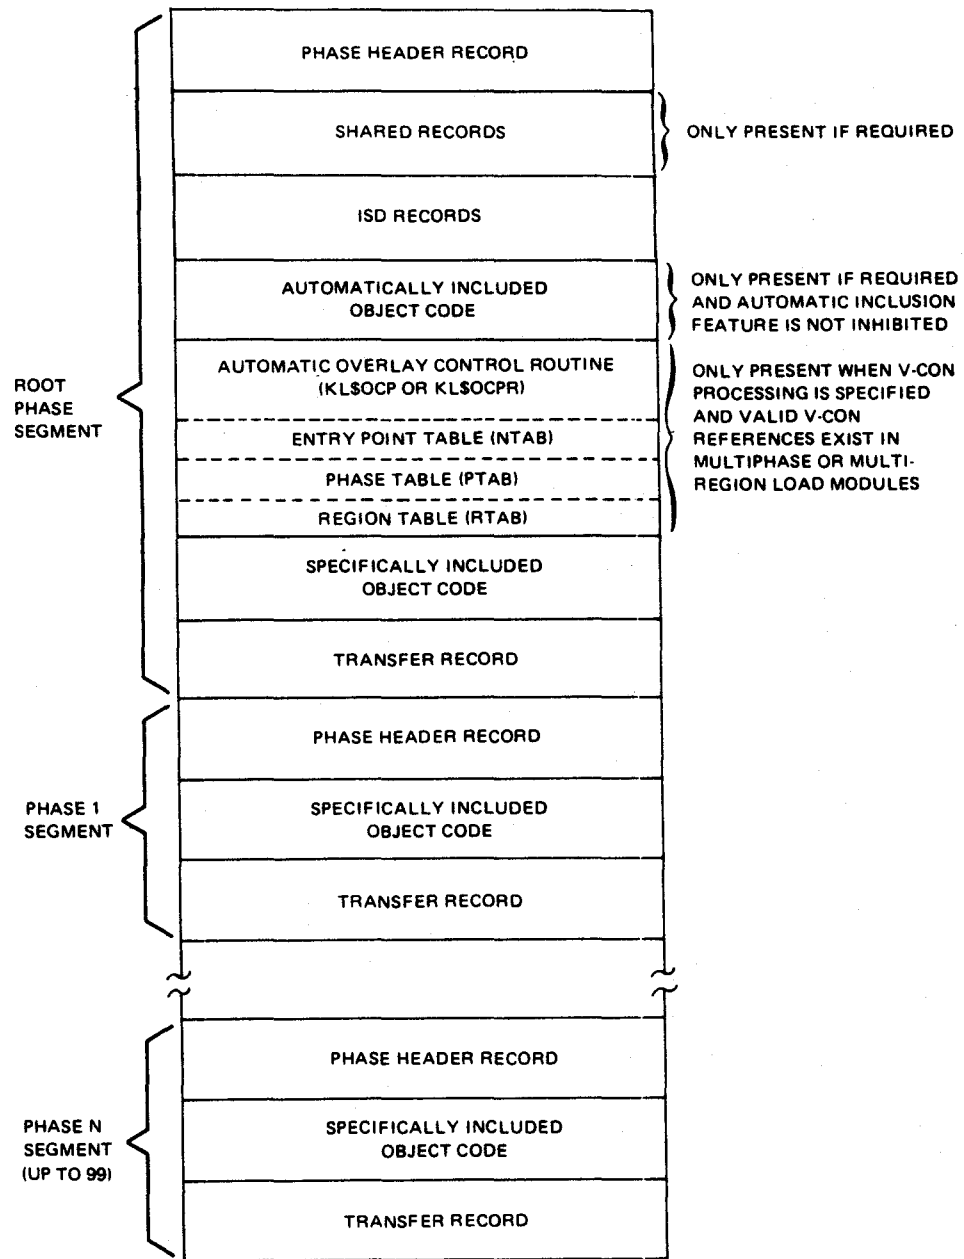 PHASE HEADER RECORD
SHARED RECORDS
ONLY PRESENT IF REQUIRED
ISD RECORDS
AUTOMATICALLY INCLUDED
OBJECT CODE
ONLY PRESENT IF REQUIRED
AND AUTOMATIC INCLUSION
FEATURE IS NOT INHIBITED
ROOT
PHASE
SEGMENT
AUTOMATIC OVERLAY CONTROL ROUTINE
(KL$OCP OR KL$OCPR)
ENTRY POINT TABLE (NTAB)
PHASE TABLE (PTAB)
REGION TABLE (RTAB)
ONLY PRESENT WHEN V-CON
PROCESSING IS SPECIFIED
AND VALID V-CON
REFERENCES EXIST IN
MULTIPHASE OR MULTI-
REGION LOAD MODULES
SPECIFICALLY INCLUDED
OBJECT CODE
TRANSFER RECORD
PHASE HEADER RECORD
PHASE 1
SEGMENT
SPECIFICALLY INCLUDED
OBJECT CODE
TRANSFER RECORD
PHASE HEADER RECORD
PHASE N
SEGMENT
(UP TO 99)
SPECIFICALLY INCLUDED
OBJECT CODE
TRANSFER RECORD